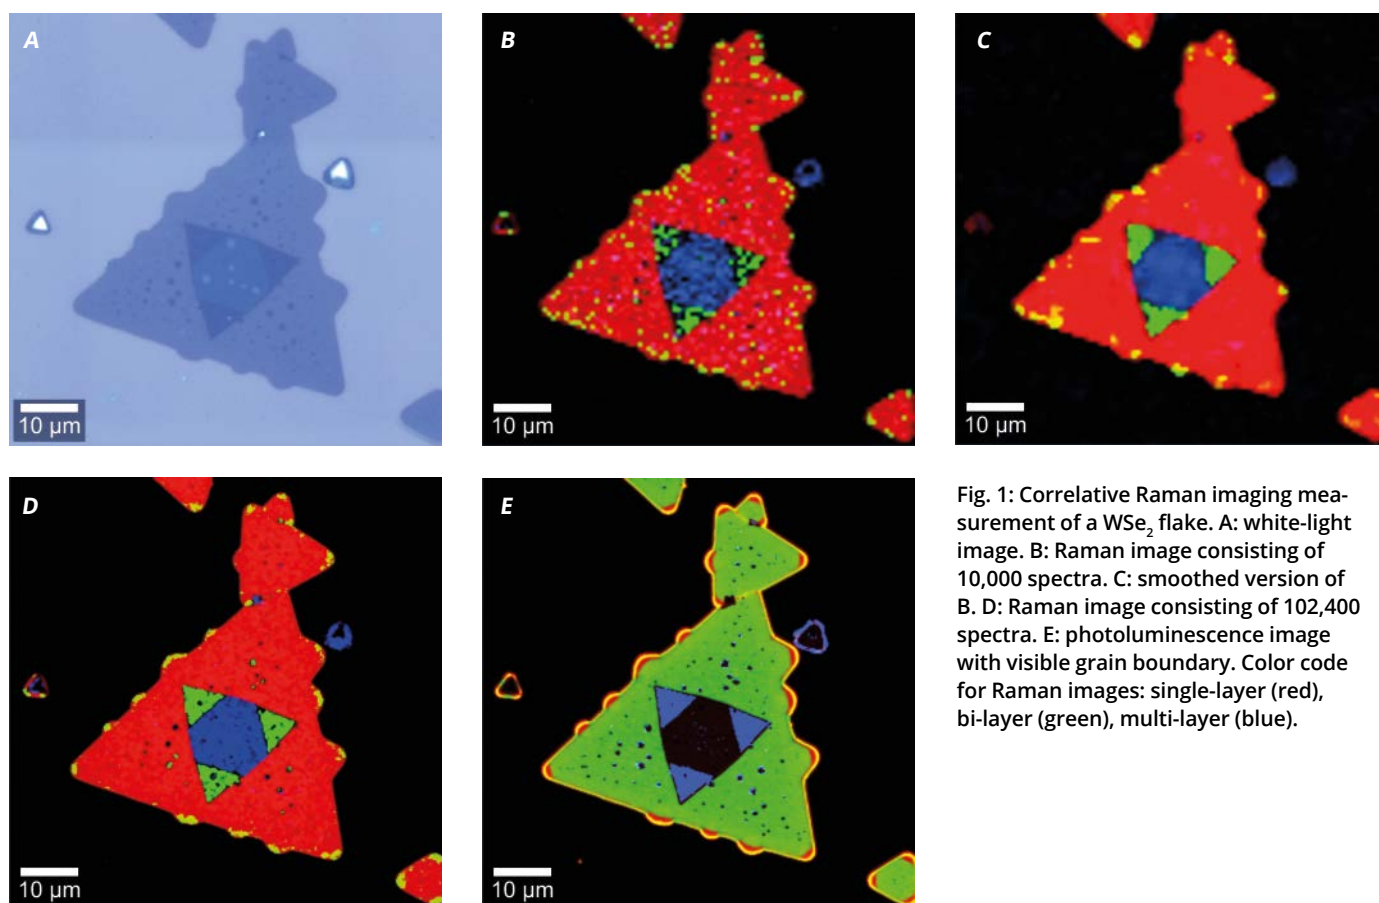 A
B
C
10 µm
10 µm
10 µm
D
E
10 µm
10 µm
Fig. 1: Correlative Raman imaging mea-
surement of a WSe₂ flake. A: white-light
image. B: Raman image consisting of
10,000 spectra. C: smoothed version of
B. D: Raman image consisting of 102,400
spectra. E: photoluminescence image
with visible grain boundary. Color code
for Raman images: single-layer (red),
bi-layer (green), multi-layer (blue).